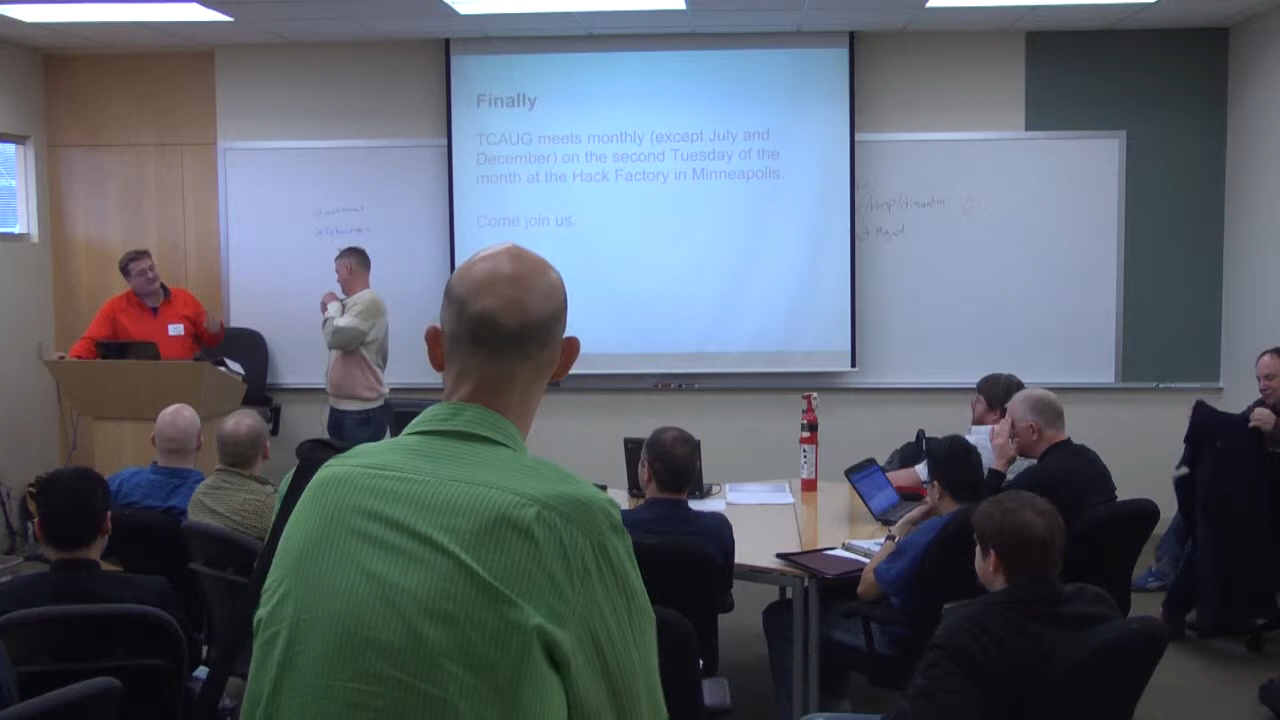 Finally
TCAUG meets monthly (except July and
December) on the second Tuesday of the
month at the Hack Factory in Minneapolis.
Come join us.